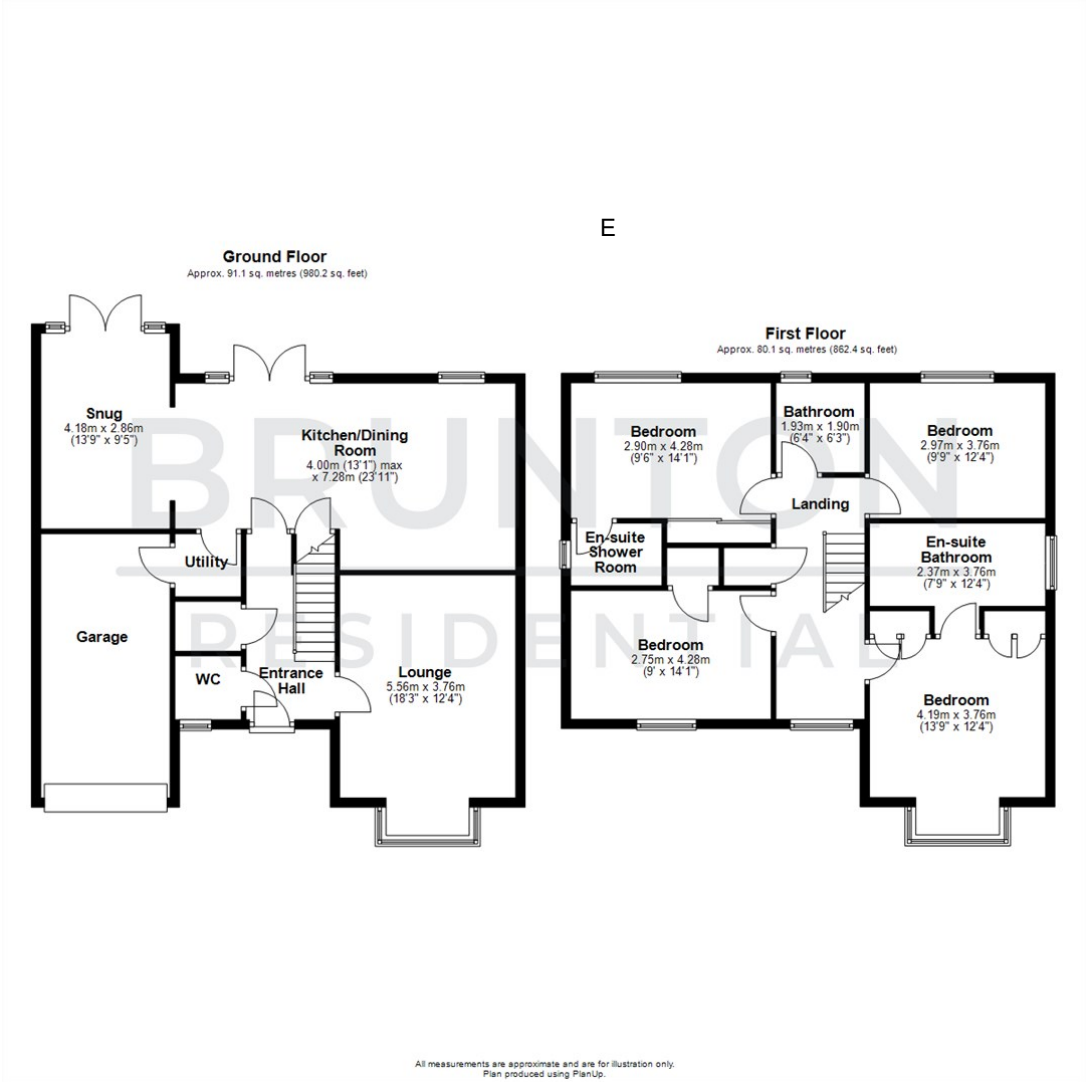 E
Ground Floor
Approx. 91.1 sq. metres (980.2 sq. feet)
Snug
4.18m x 2.86m
(13'9" x 9'5")
Kitchen/Dining
Room
4.00m (13'1") max
x 7.28m (23'11")
Utility
Garage
WC
Entrance
Hall
Lounge
5.56m x 3.76m
(18'3" x 12'4")
First Floor
Approx. 80.1 sq. metres (862.4 sq. feet)
Bedroom
2.90m x 4.28m
(9'6" x 14'1")
Bathroom
1.93m x 1.90m
(6'4" x 6'3")
Bedroom
2.97m x 3.76m
(9'9" x 12'4")
Landing
En-suite
Shower
Room
En-suite
Bathroom
2.37m x 3.76m
(7'9" x 12'4")
Bedroom
2.75m x 4.28m
(9' x 14'1")
Bedroom
4.19m x 3.76m
(13'9" x 12'4")
BRUNTON
RESIDENTIAL
All measurements are approximate and are for illustration only.
Plan produced using PlanUp.